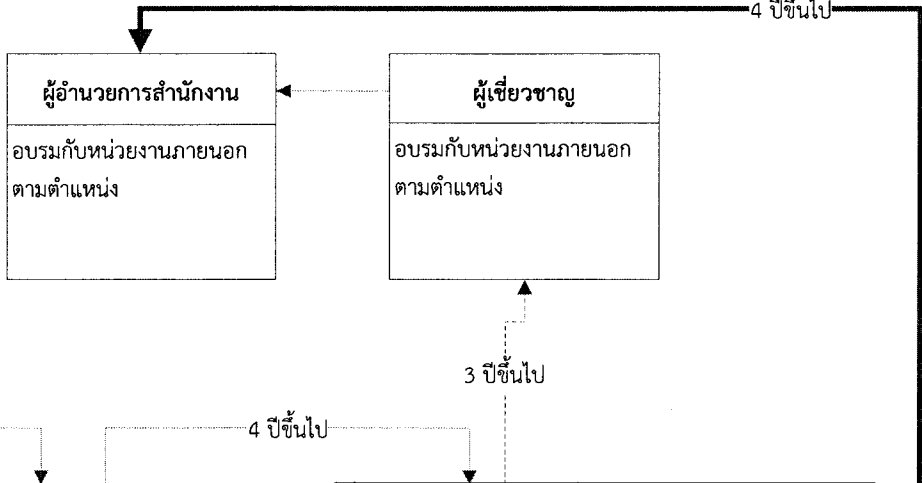 4 ปีขึ้นไป
ผู้อำนวยการสำนักงาน
อบรมกับหน่วยงานภายนอก
ตามตำแหน่ง
ผู้เชี่ยวชาญ
อบรมกับหน่วยงานภายนอก
ตามตำแหน่ง
3 ปีขึ้นไป
4 ปีขึ้นไป